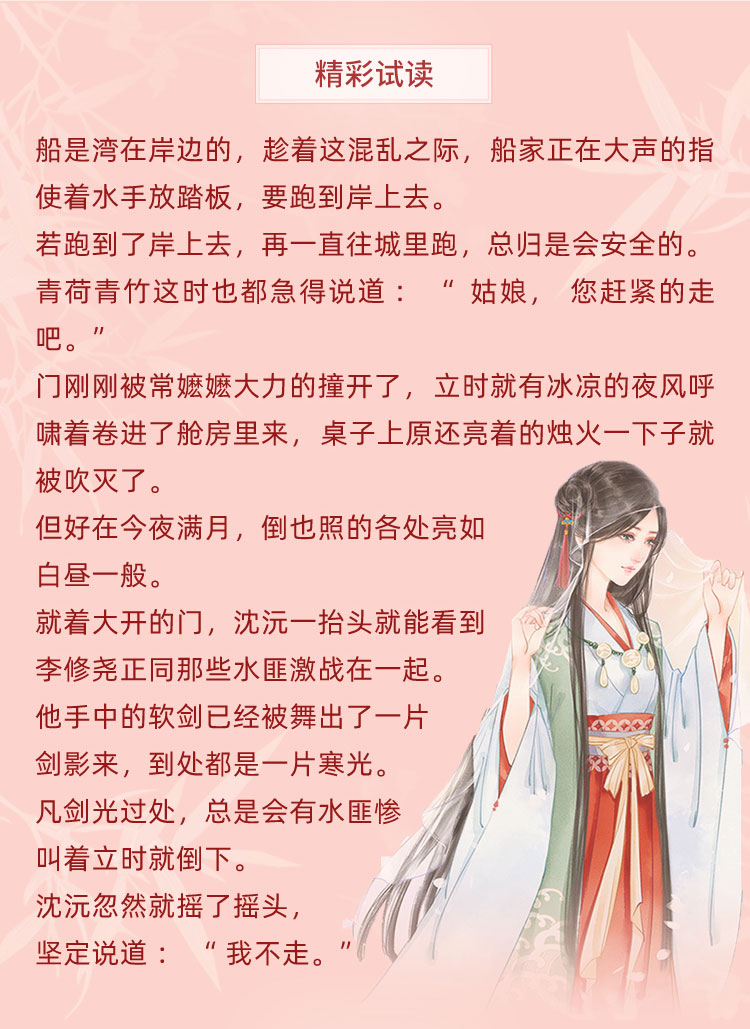 精彩试读
船是湾在岸边的，趁着这混乱之际，船家正在大声的指
使着水手放踏板，要跑到岸上去。
若跑到了岸上去，再一直往城里跑，总归是会安全的。
青荷青竹这时也都急得说道：“姑娘，您赶紧的走
吧。”
门刚刚被常嬷嬷大力的撞开了，立时就有冰凉的夜风呼
啸着卷进了舱房里来，桌子上原还亮着的烛火一下子就
被吹灭了。
但好在今夜满月，倒也照的各处亮如
白昼一般。
就着大开的门，沈沅一抬头就能看到
李修尧正同那些水匪激战在一起。
他手中的软剑已经被舞出了一片
剑影来，到处都是一片寒光。
凡剑光过处，总是会有水匪惨
叫着立时就倒下。
沈沅忽然就摇了摇头，
坚定说道：“我不走。”